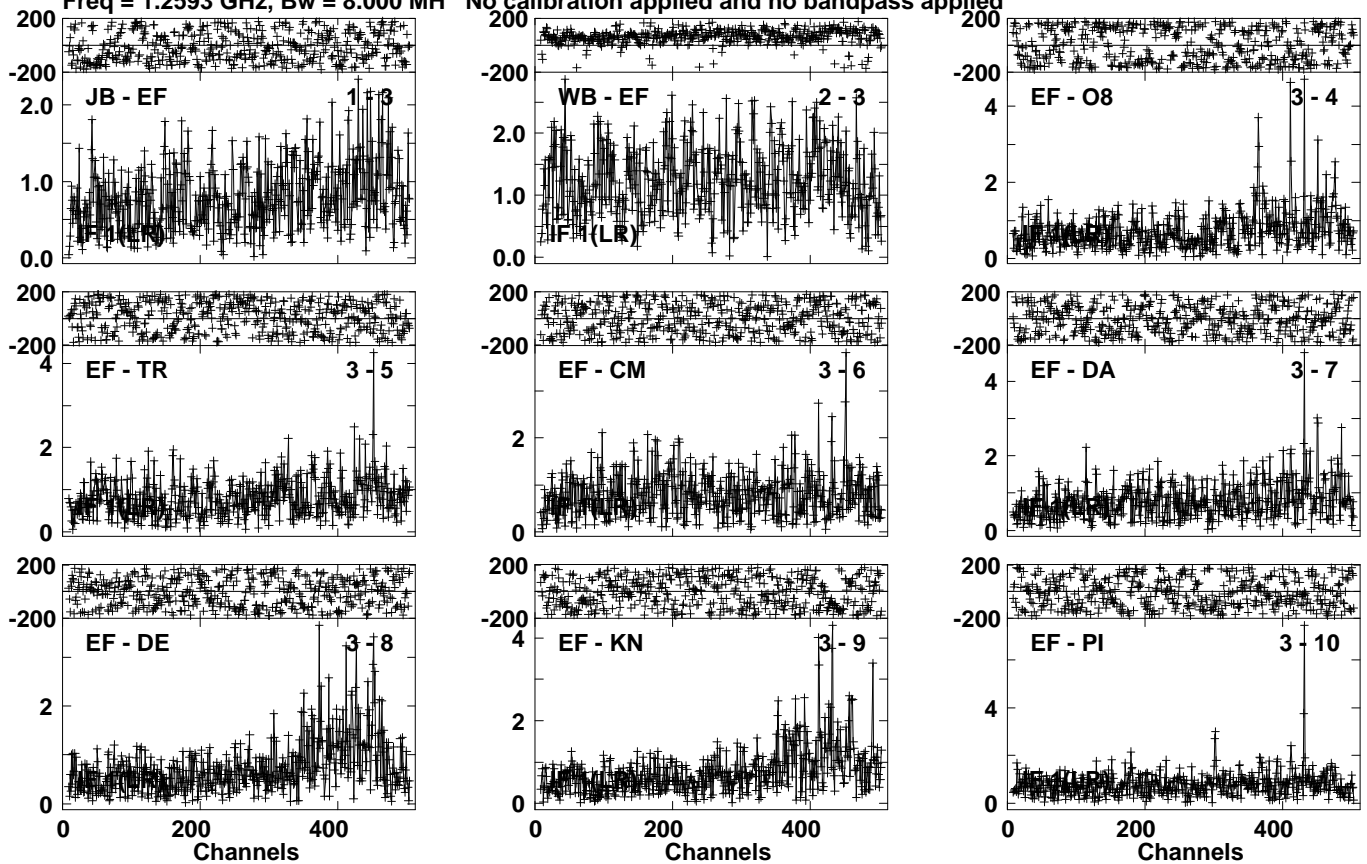 Freq = 1.2593 GHz, Bw = 8.000 MH No calibration applied and no bandpass applied
200 200 200
-200 -200 -200
JB - EF 1 - 3 WB - EF 2 - 3 EF - O8 3 - 4
2.0 2.0 4
1.0 1.0 2
IF 1(LR) IF 1(LR)
0.0 0.0 0
200 200 200
-200 -200 -200
EF - TR 3 - 5 EF - CM 3 - 6 EF - DA 3 - 7
4 4
2 2 2
0 0 0
200 200 200
-200 -200 -200
EF - DE 3 - 8 EF - KN 3 - 9 EF - PI 3 - 10
4
2 2 4
IF 1(LR)
0 0 0
0 200 400 0 200 400 0 200 400
Channels Channels Channels